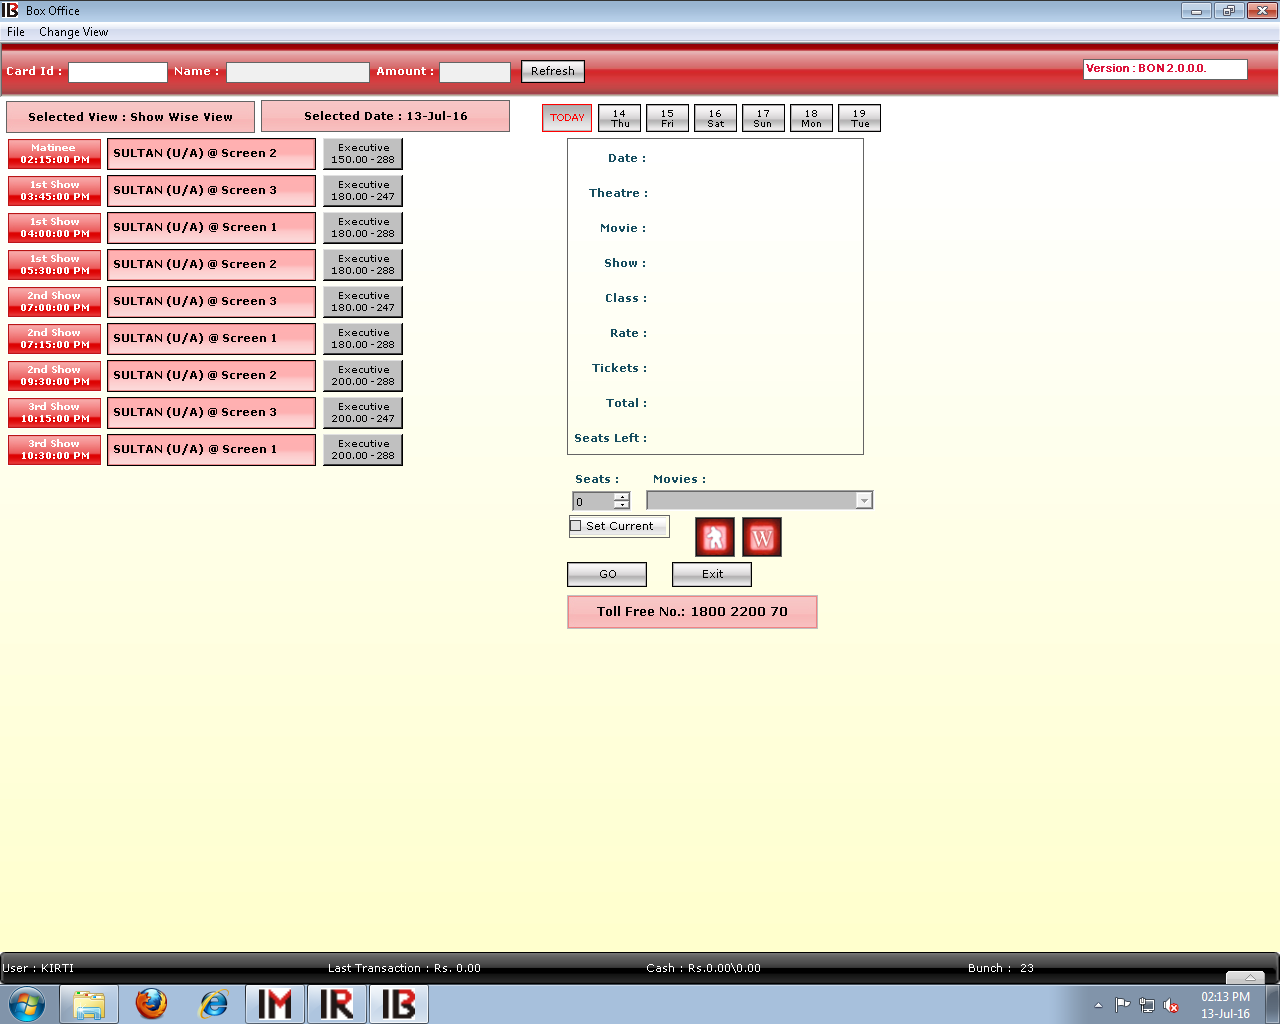 Box Office
File Change View
Card Id : Name : Amount : Refresh Version : BON 2.0.0.0.
Selected View : Show Wise View Selected Date : 13-Jul-16 TODAY 14 Thu 15 Fri 16 Sat 17 Sun 18 Mon 19 Tue
Matinee 02:15:00 PM SULTAN (U/A) @ Screen 2 Executive 150.00 -288
1st Show 03:45:00 PM SULTAN (U/A) @ Screen 3 Executive 180.00 -247
1st Show 04:00:00 PM SULTAN (U/A) @ Screen 1 Executive 180.00 -288
1st Show 05:30:00 PM SULTAN (U/A) @ Screen 2 Executive 180.00 -288
2nd Show 07:00:00 PM SULTAN (U/A) @ Screen 3 Executive 180.00 -247
2nd Show 07:15:00 PM SULTAN (U/A) @ Screen 1 Executive 180.00 -288
2nd Show 09:30:00 PM SULTAN (U/A) @ Screen 2 Executive 200.00 -288
3rd Show 10:15:00 PM SULTAN (U/A) @ Screen 3 Executive 200.00 -247
3rd Show 10:30:00 PM SULTAN (U/A) @ Screen 1 Executive 200.00 -288
Date :
Theatre :
Movie :
Show :
Class :
Rate :
Tickets :
Total :
Seats Left :
Seats : Movies :
0
Set Current
W
GO Exit
Toll Free No.: 1800 2200 70
User : KIRTI Last Transaction : Rs. 0.00 Cash : Rs.0.00\0.00 Bunch : 23
IM IR IB 02:13 PM
13-Jul-16